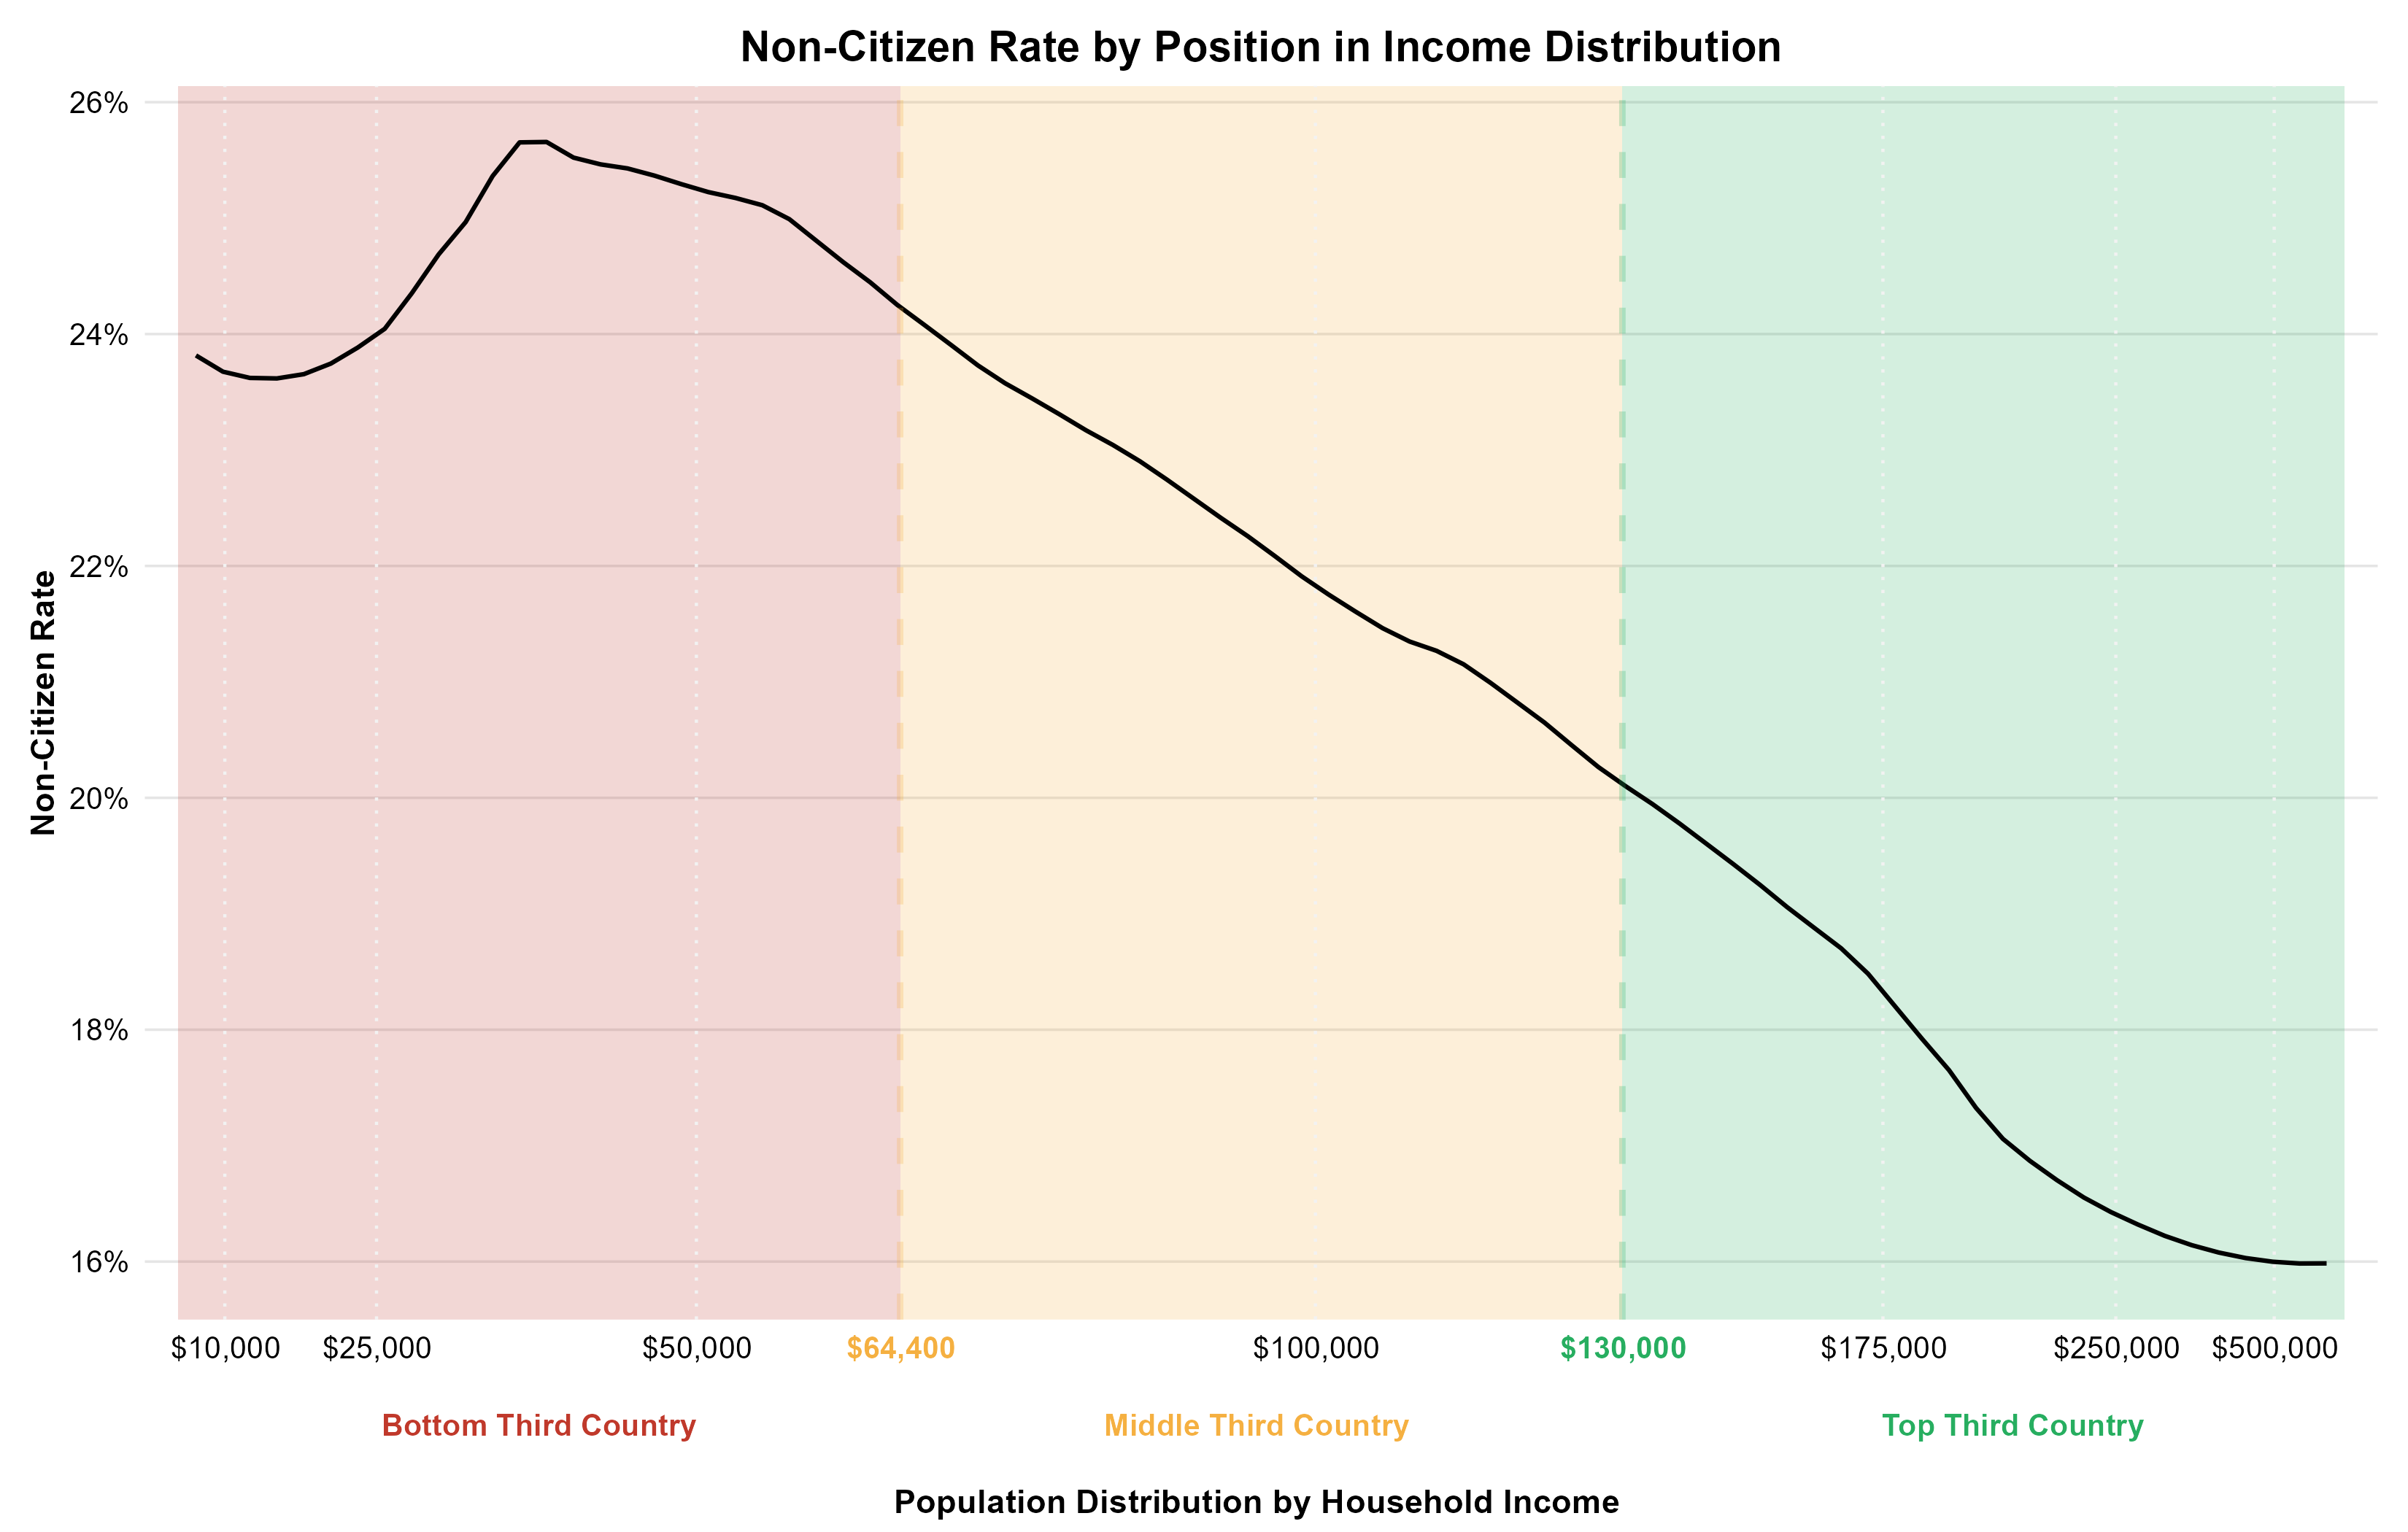 Non-Citizen Rate by Position in Income Distribution
26%
24%
22%
20%
18%
16%
Non-Citizen Rate
$10,000 $25,000 $50,000 $64,400 $100,000 $130,000 $175,000 $250,000 $500,000
Bottom Third Country Middle Third Country Top Third Country
Population Distribution by Household Income